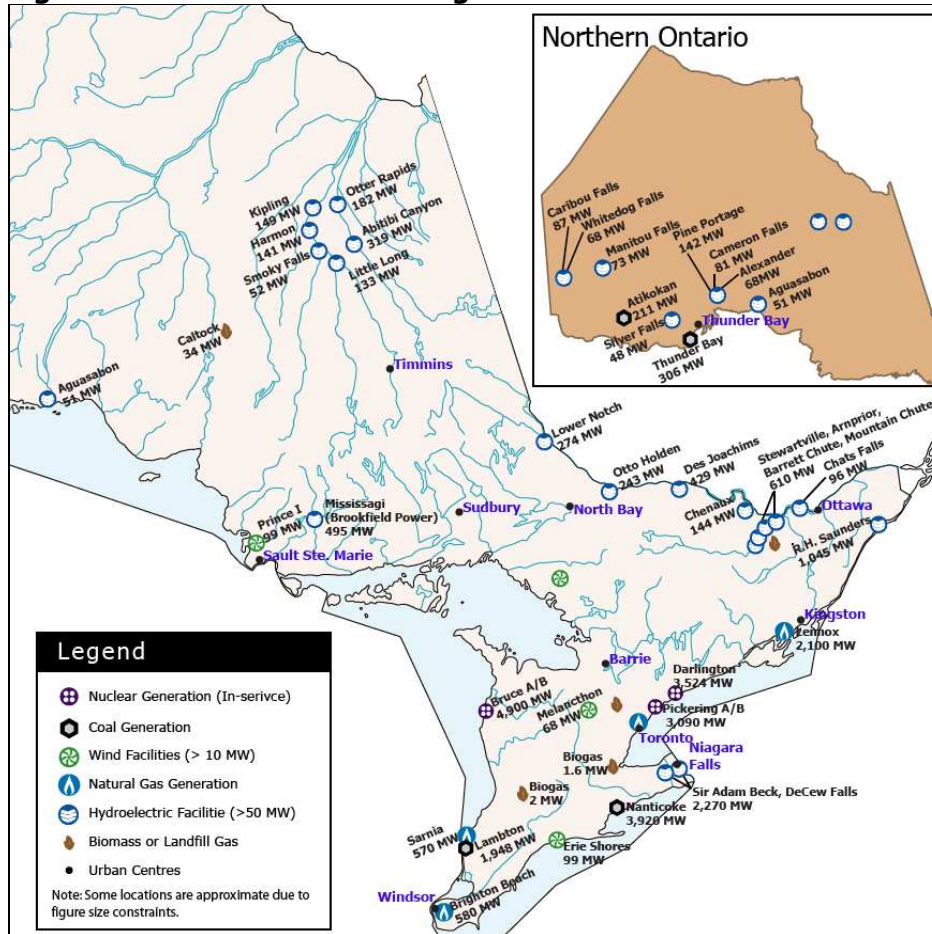 Northern Ontario
Caribou Falls
87 MW
Whitedog Falls
68 MW
Manitou Falls
73 MW
Pine Portage
142 MW
Cameron Falls
81 MW
Alexander
68MW
Aguasabon
51 MW
Atikokan
211 MW
Silver Falls
48 MW
Thunder Bay
Thunder Bay
306 MW
Kipling
149 MW
Otter Rapids
182 MW
Harmon
141 MW
Abitibi Canyon
319 MW
Smoky Falls
52 MW
Little Long
133 MW
Caltock
34 MW
Timmins
Aguasabon
51 MW
Lower Notch
274 MW
Otto Holden
243 MW
Des Joachims
429 MW
Stewartville, Arnprior,
Barrett Chute, Mountain Chute
610 MW
Chats Falls
96 MW
Chenaux
144 MW
Ottawa
R.H. Saunders
1,045 MW
Prince I
99 MW
Mississagi
(Brookfield Power)
495 MW
Sudbury
North Bay
Sault Ste. Marie
Kingston
Lennox
2,100 MW
Barrie
Darlington
3,524 MW
Bruce A/B
4,900 MW
Melancthon
68 MW
Pickering A/B
3,090 MW
Toronto
Niagara
Falls
Biogas
1.6 MW
Sir Adam Beck, DeCew Falls
2,270 MW
Biogas
2 MW
Nanticoke
3,920 MW
Sarnia
570 MW
Lambton
1,948 MW
Erie Shores
99 MW
Windsor
Brighton Beach
580 MW
Legend
Nuclear Generation (In-serivce)
Coal Generation
Wind Facilities (> 10 MW)
Natural Gas Generation
Hydroelectric Facilitie (>50 MW)
Biomass or Landfill Gas
Urban Centres
Note: Some locations are approximate due to
figure size constraints.